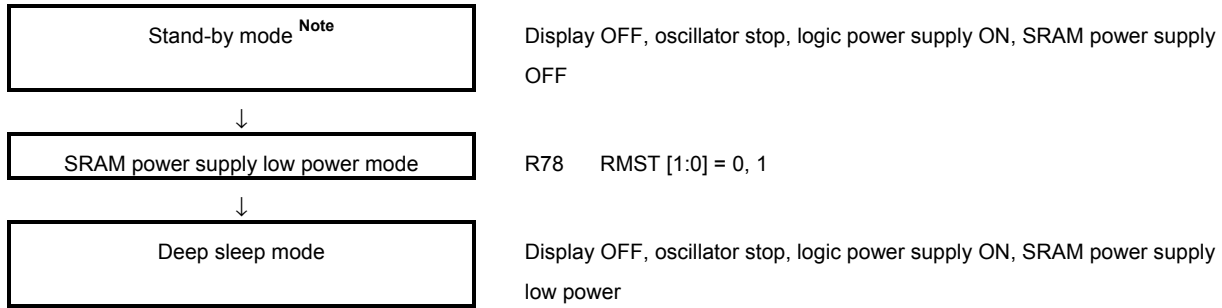 Stand-by mode Note Display OFF, oscillator stop, logic power supply ON, SRAM power supply
OFF
↓
SRAM power supply low power mode R78 RMST [1:0] = 0, 1
↓
Deep sleep mode Display OFF, oscillator stop, logic power supply ON, SRAM power supply
low power